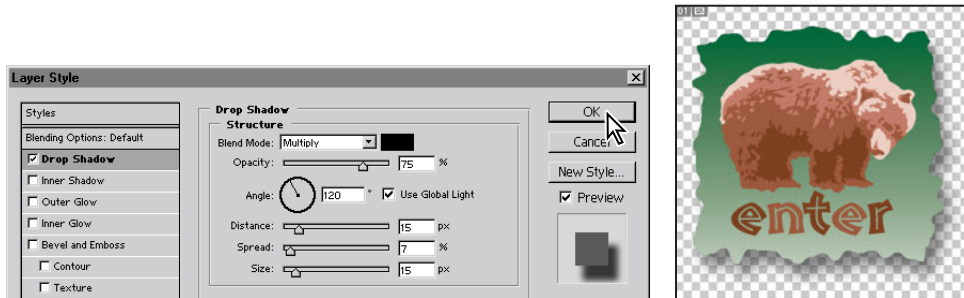 Layer Style
Styles
Blending Options: Default
Drop Shadow
Inner Shadow
Outer Glow
Inner Glow
Bevel and Emboss
Contour
Texture
Drop Shadow
Structure
Blend Mode: Multiply
Opacity: 75 %
Angle: 120 ° Use Global Light
Distance: 15 px
Spread: 7 %
Size: 15 px
OK
Cancel
New Style...
Preview
01
enter